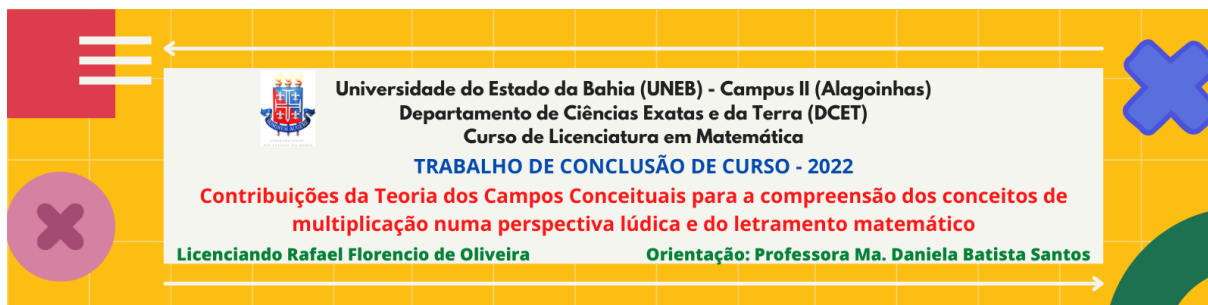 Universidade do Estado da Bahia (UNEB) - Campus II (Alagoinhas)
Departamento de Ciências Exatas e da Terra (DCET)
Curso de Licenciatura em Matemática
TRABALHO DE CONCLUSÃO DE CURSO - 2022
Contribuições da Teoria dos Campos Conceituais para a compreensão dos conceitos de
multiplicação numa perspectiva lúdica e do letramento matemático
Licenciando Rafael Florencio de Oliveira
Orientação: Professora Ma. Daniela Batista Santos